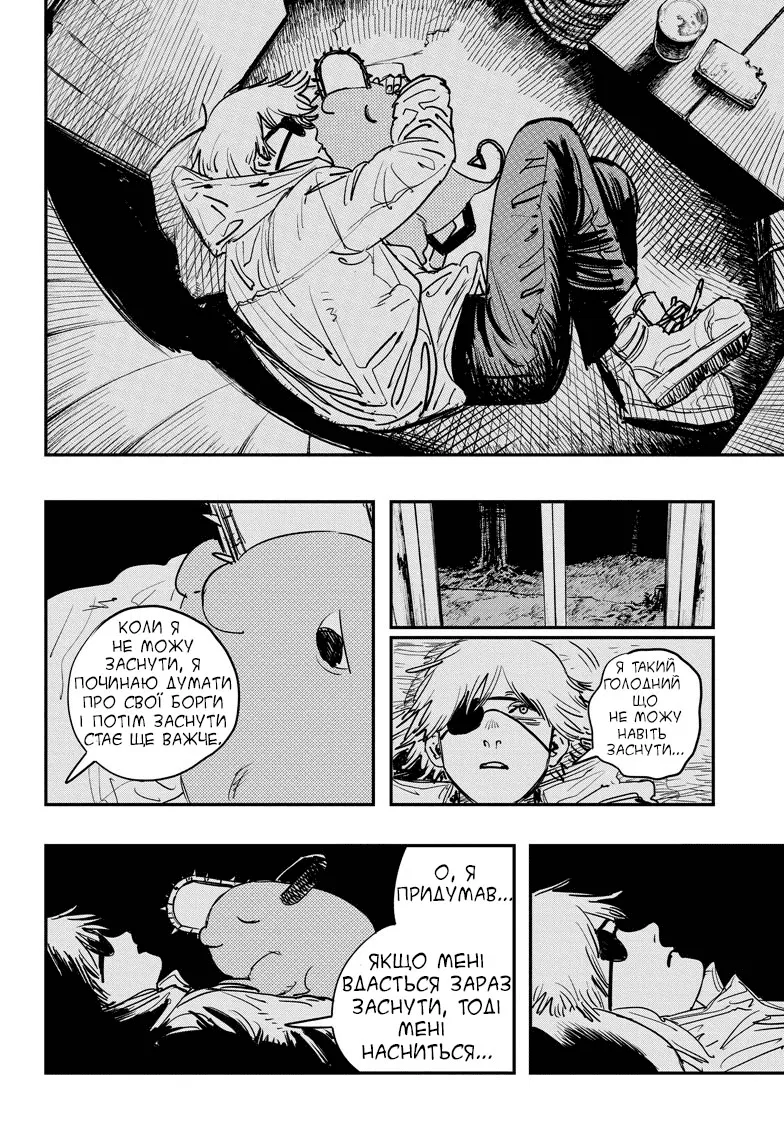 Я ТАКИЙ
ГОЛОДНИЙ
ЩО
НЕ МОЖУ
НАВІТЬ
ЗАСНУТИ...
КОЛИ Я
НЕ МОЖУ
ЗАСНУТИ, Я
ПОЧИНАЮ ДУМАТИ
ПРО СВОЇ БОРГИ
І ПОТІМ ЗАСНУТИ
СТАЄ ЩЕ ВАЖЧЕ.
О, Я
ПРИДУМАВ...
ЯКЩО МЕНІ
ВДАСТЬСЯ ЗАРАЗ
ЗАСНУТИ, ТОДІ
МЕНІ
НАСНИТЬСЯ...